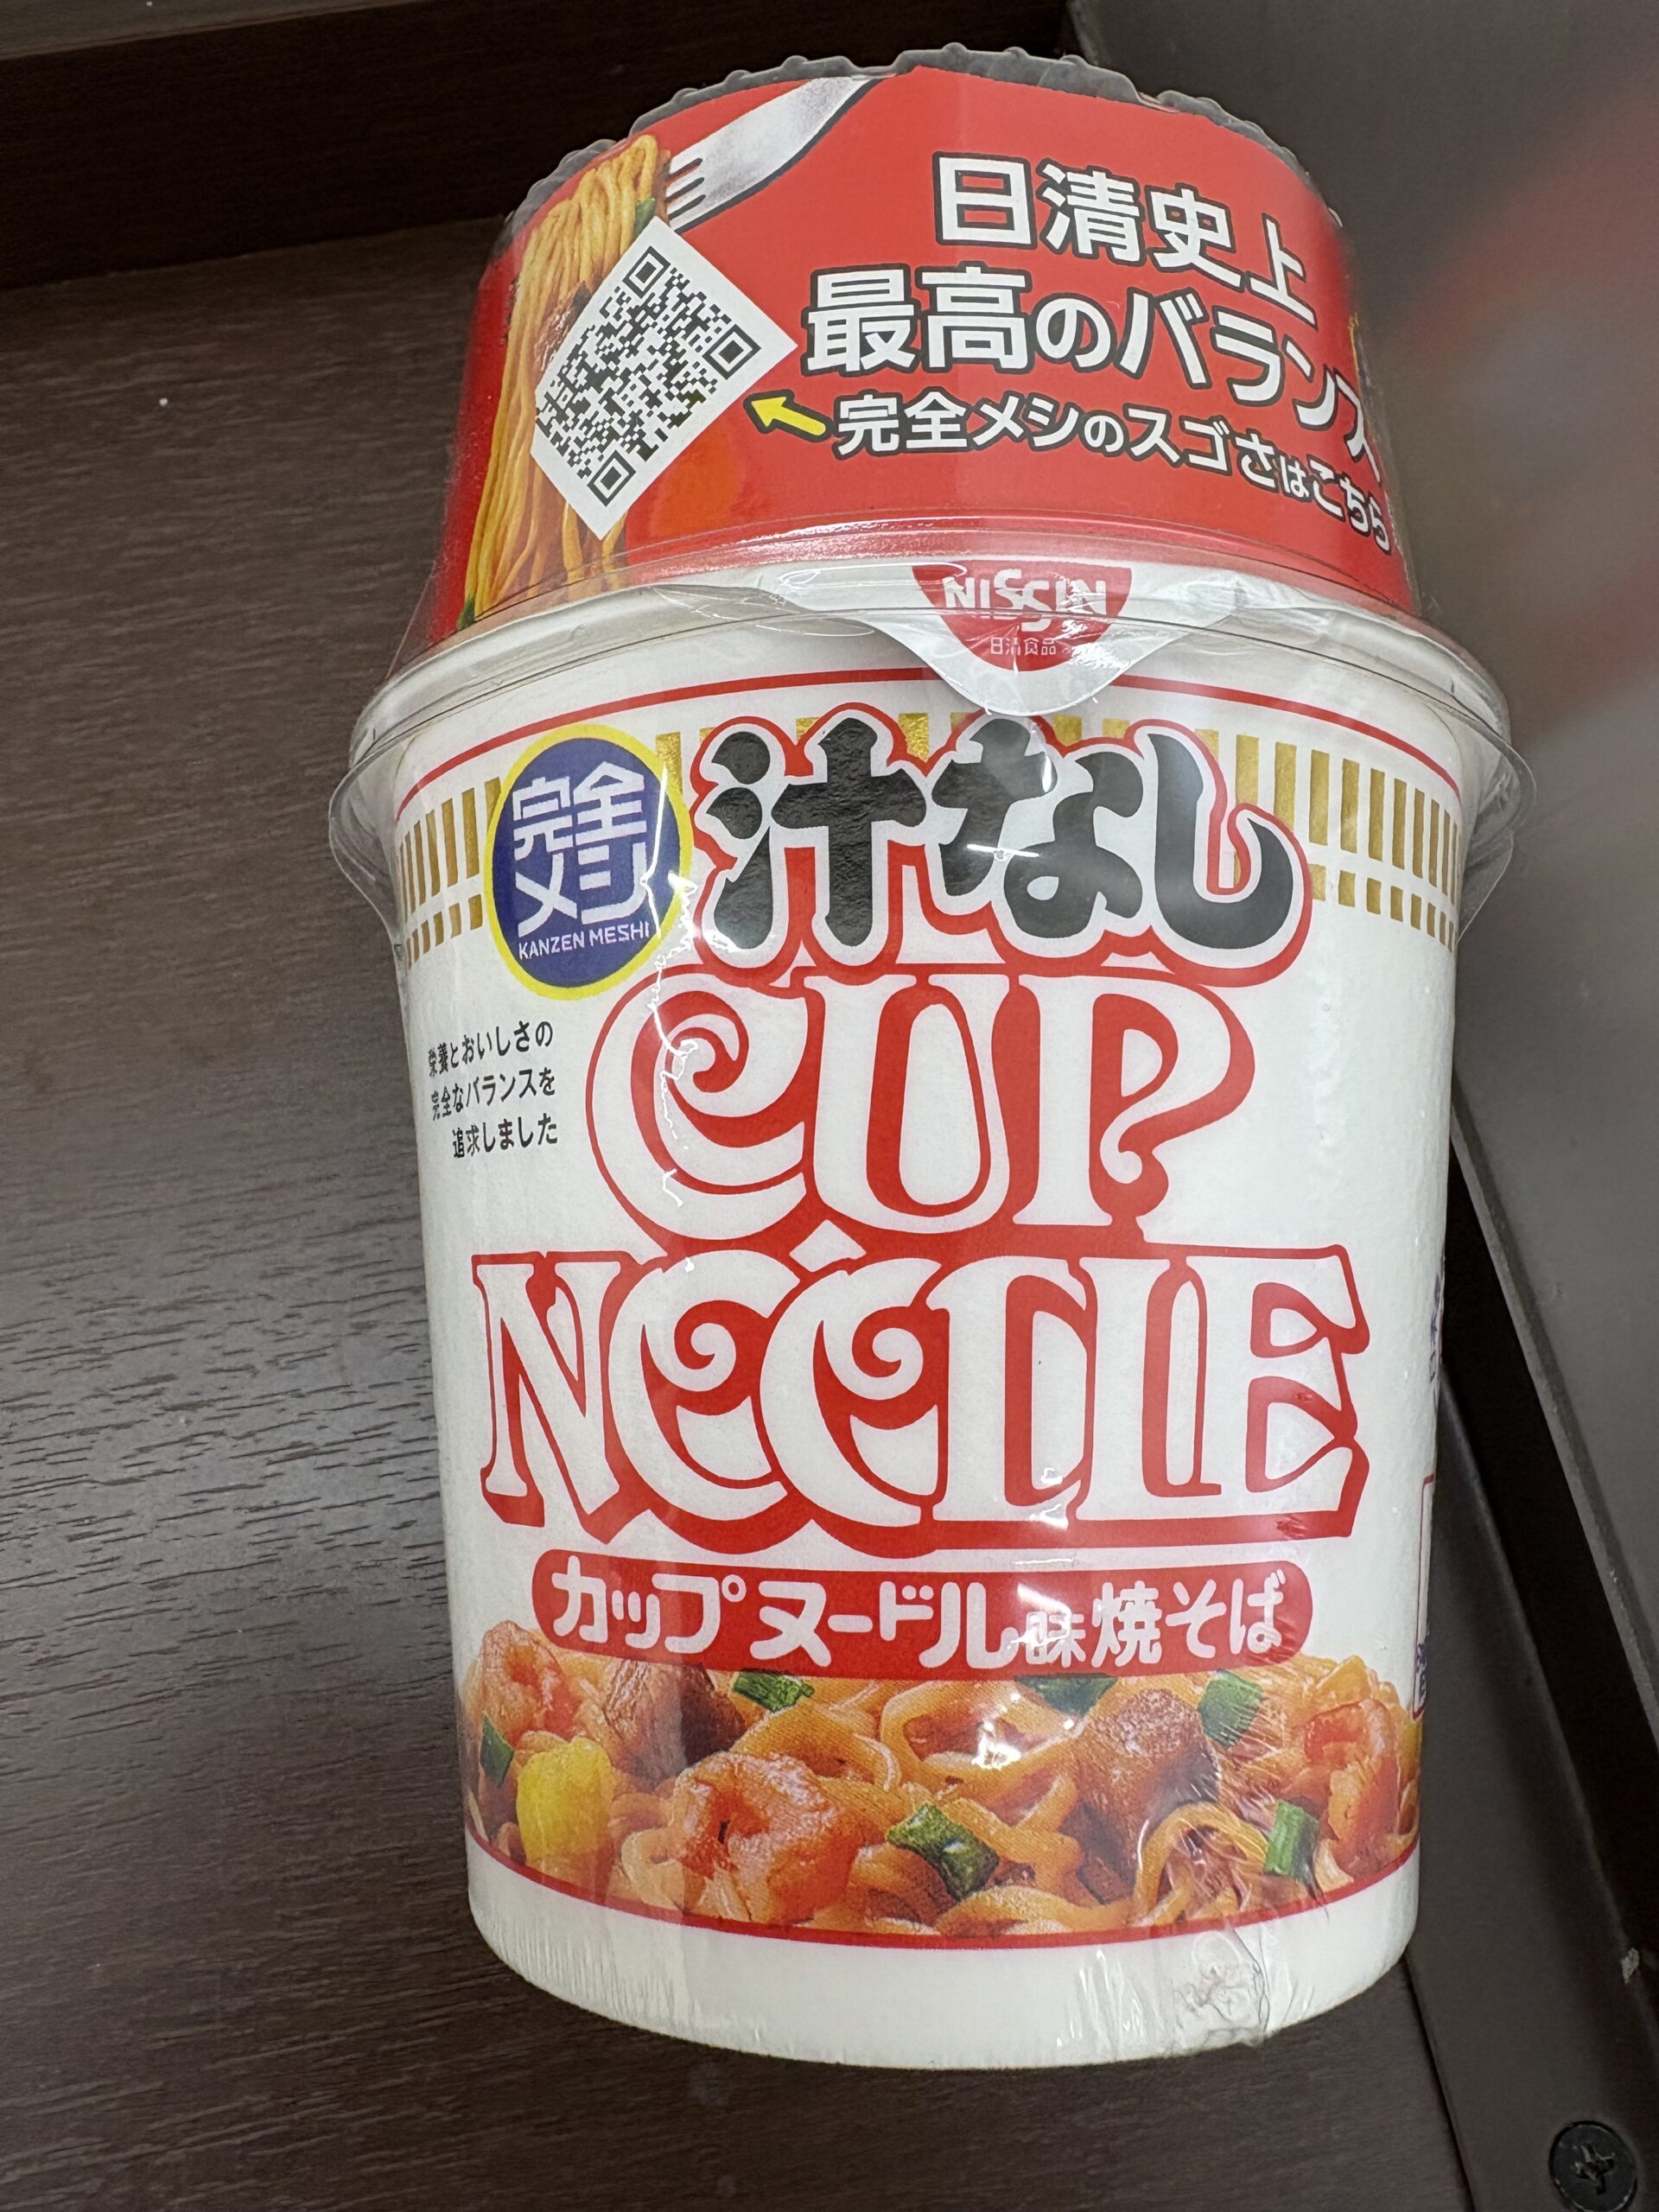 日清史上
最高のバランス
完全メシのスゴさはこちら
NISSIN
日清食品
完全メシ
KANZEN MESHI
汁なし
栄養とおいしさの
完全なバランスを
追求しました
CUP
NOODLE
カップヌードル味焼そば